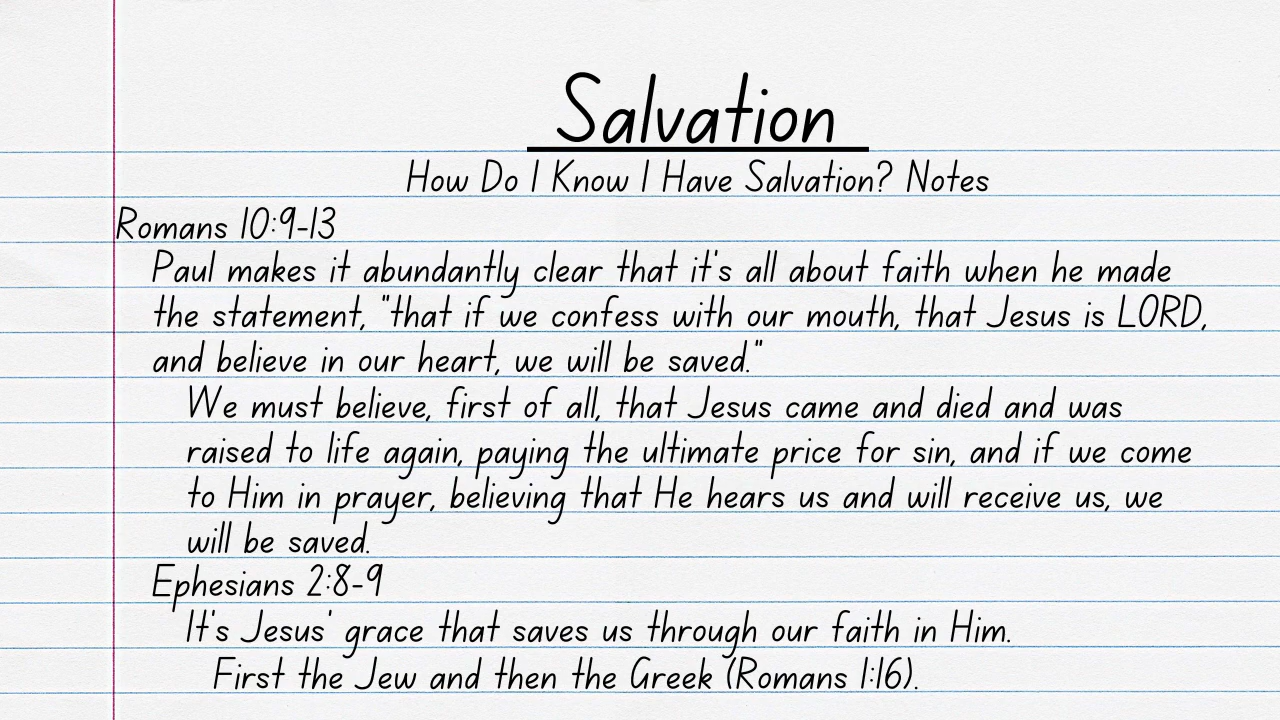 Salvation
How Do I Know I Have Salvation? Notes
Romans 10:9-13
Paul makes it abundantly clear that it's all about faith when he made
the statement, "that if we confess with our mouth, that Jesus is LORD,
and believe in our heart, we will be saved."
We must believe, first of all, that Jesus came and died and was
raised to life again, paying the ultimate price for sin, and if we come
to Him in prayer, believing that He hears us and will receive us, we
will be saved.
Ephesians 2:8-9
It's Jesus' grace that saves us through our faith in Him.
First the Jew and then the Greek (Romans 1:16).